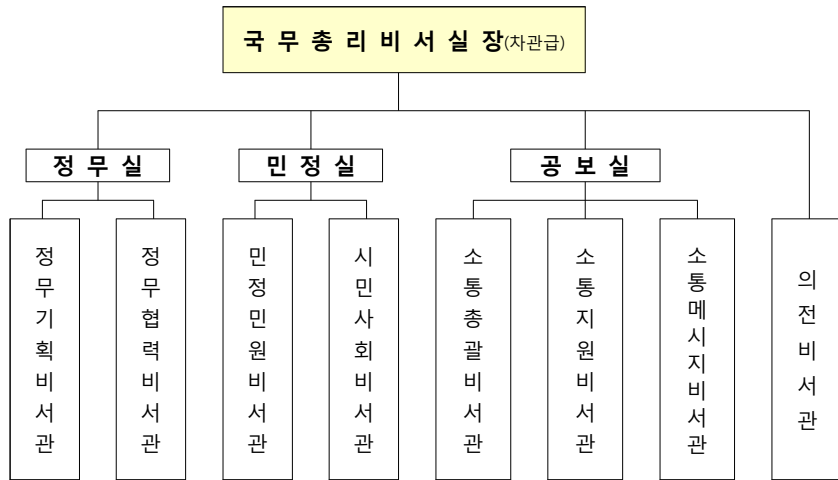 국무총리비서실장(차관급)
정무실
민정실
공보실
정무기획비서관
정무협력비서관
민정민원비서관
시민사회비서관
소통총괄비서관
소통지원비서관
소통메시지비서관
의전비서관